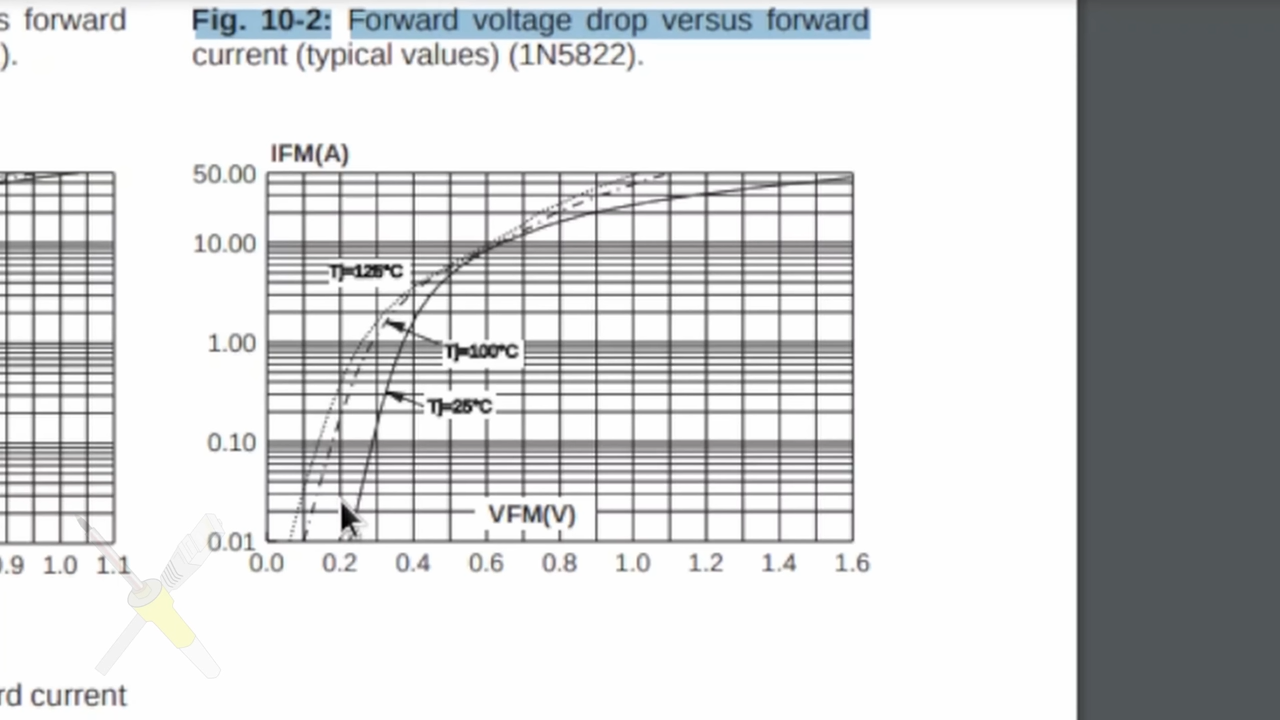 s forward
).
Fig. 10-2: Forward voltage drop versus forward
current (typical values) (1N5822).
IFM(A)
50.00
10.00
Tj=125°C
1.00
Tj=100°C
Tj=25°C
0.10
VFM(V)
0.01
0.0 0.2 0.4 0.6 0.8 1.0 1.2 1.4 1.6
0.9 1.0 1.1
rd current